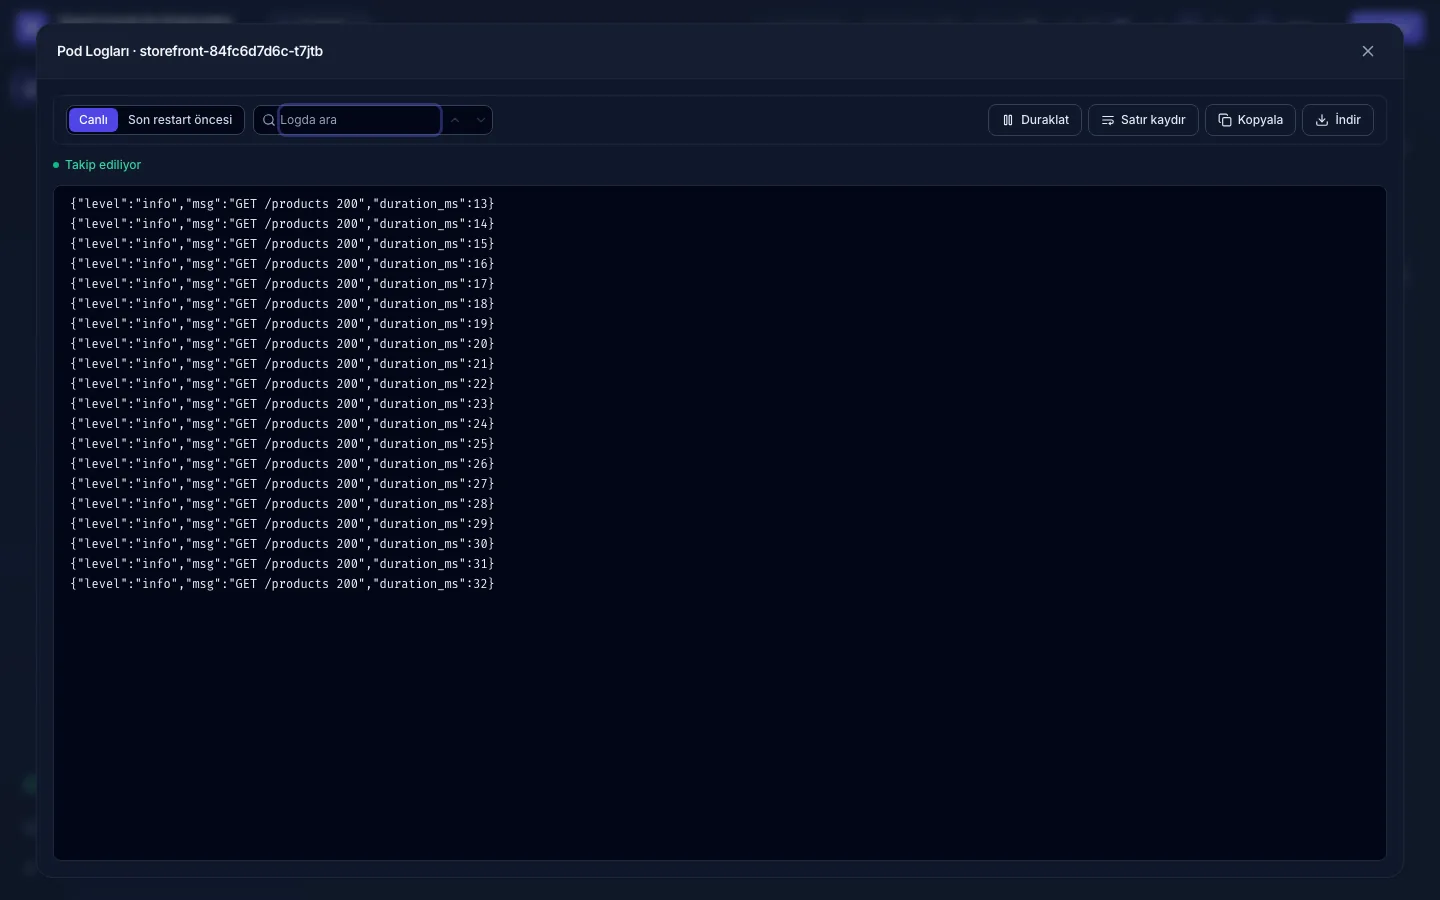 Pod Logları · storefront-84fc6d7d6c-t7jtb
Canlı Son restart öncesi Logda ara Duraklat Satır kaydır Kopyala İndir
Takip ediliyor
{"level":"info","msg":"GET /products 200","duration_ms":13}
{"level":"info","msg":"GET /products 200","duration_ms":14}
{"level":"info","msg":"GET /products 200","duration_ms":15}
{"level":"info","msg":"GET /products 200","duration_ms":16}
{"level":"info","msg":"GET /products 200","duration_ms":17}
{"level":"info","msg":"GET /products 200","duration_ms":18}
{"level":"info","msg":"GET /products 200","duration_ms":19}
{"level":"info","msg":"GET /products 200","duration_ms":20}
{"level":"info","msg":"GET /products 200","duration_ms":21}
{"level":"info","msg":"GET /products 200","duration_ms":22}
{"level":"info","msg":"GET /products 200","duration_ms":23}
{"level":"info","msg":"GET /products 200","duration_ms":24}
{"level":"info","msg":"GET /products 200","duration_ms":25}
{"level":"info","msg":"GET /products 200","duration_ms":26}
{"level":"info","msg":"GET /products 200","duration_ms":27}
{"level":"info","msg":"GET /products 200","duration_ms":28}
{"level":"info","msg":"GET /products 200","duration_ms":29}
{"level":"info","msg":"GET /products 200","duration_ms":30}
{"level":"info","msg":"GET /products 200","duration_ms":31}
{"level":"info","msg":"GET /products 200","duration_ms":32}